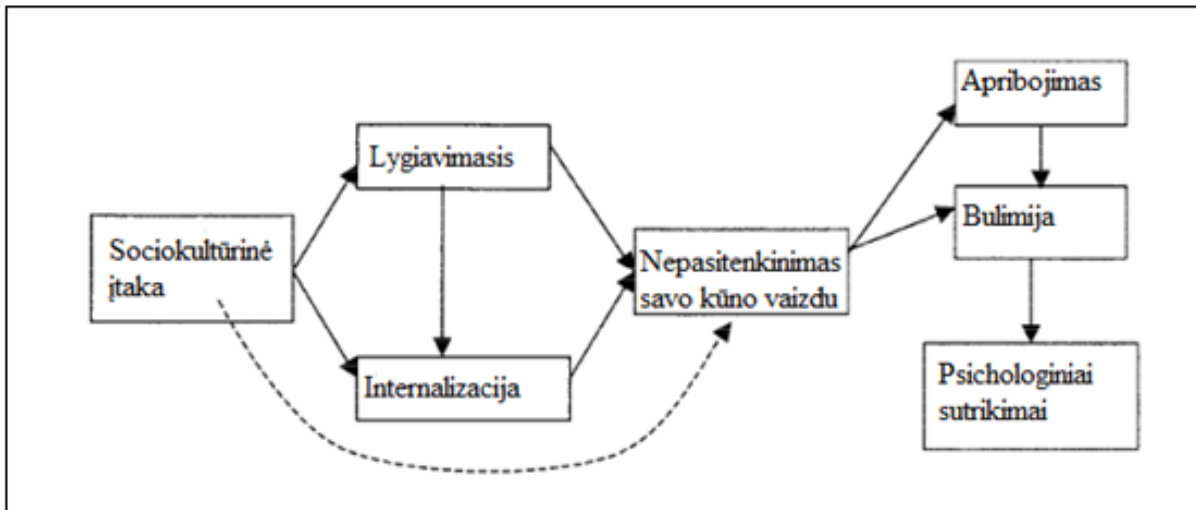 Apribojimas
Lygiavimasis
Bulimija
Sociokultūrinė
įtaka
Nepasitenkinimas
savo kūno vaizdu
Internalizacija
Psichologiniai
sutrikimai